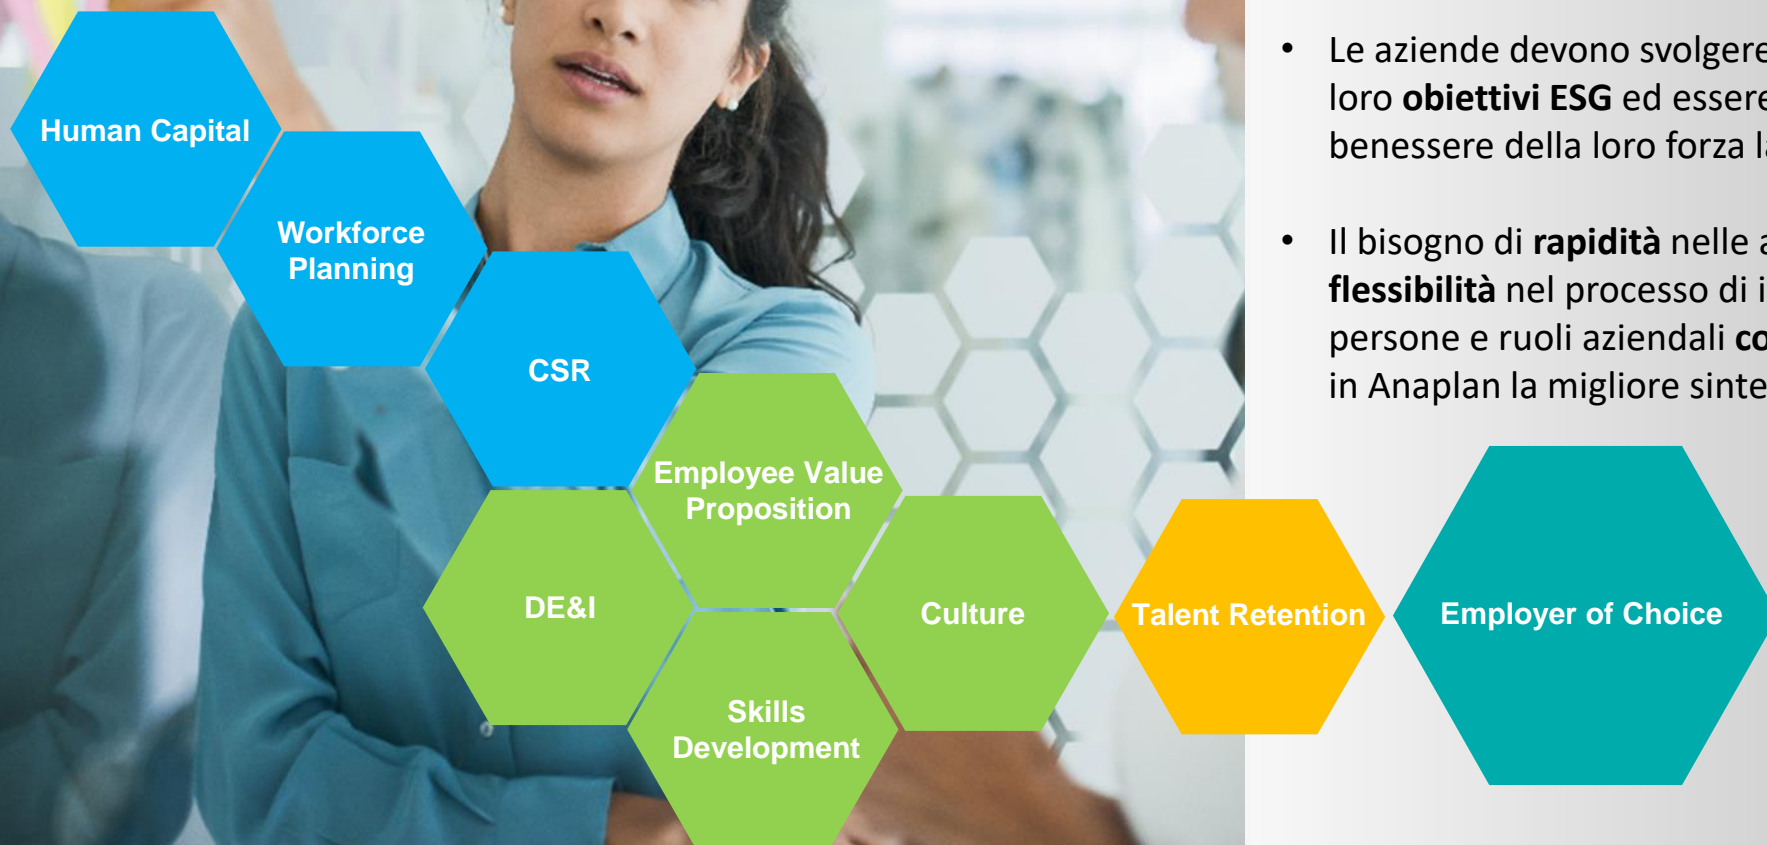 Human Capital
Workforce
Planning
CSR
Employee Value
Proposition
DE&I
Culture
Skills
Development
Talent Retention
Employer of Choice
• Le aziende devono svolgere
loro obiettivi ESG ed essere
benessere della loro forza
• Il bisogno di rapidità nelle
flessibilità nel processo di
persone e ruoli aziendali
in Anaplan la migliore